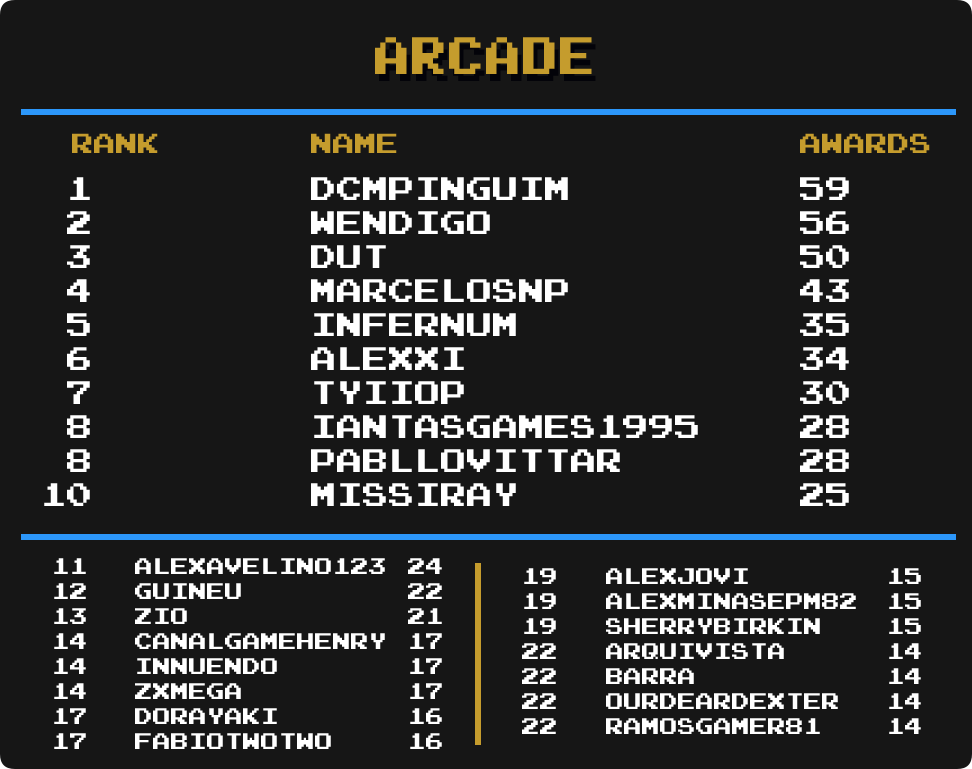 ARCADE
RANK NAME AWARDS
1 DCMPINGUIM 59
2 WENDIGO 56
3 DUT 50
4 MARCELOSNP 43
5 INFERNUM 35
6 ALEXXI 34
7 TYIIOP 30
8 IANTASGAMES1995 28
8 PABLLOVITTAR 28
10 MISSIRAY 25
11 ALEXAVELINO123 24
12 GUINEU 22
13 ZIO 21
14 CANALGAMEHENRY 17
14 INNUENDO 17
14 ZXMEGA 17
17 DORAYAKI 16
17 FABIOTWOTWO 16
19 ALEXJOVI 15
19 ALEXMINASEPM82 15
19 SHERRYBIRKIN 15
22 ARQUIVISTA 14
22 BARRA 14
22 OURDEARDEXTER 14
22 RAMOSGAMER81 14